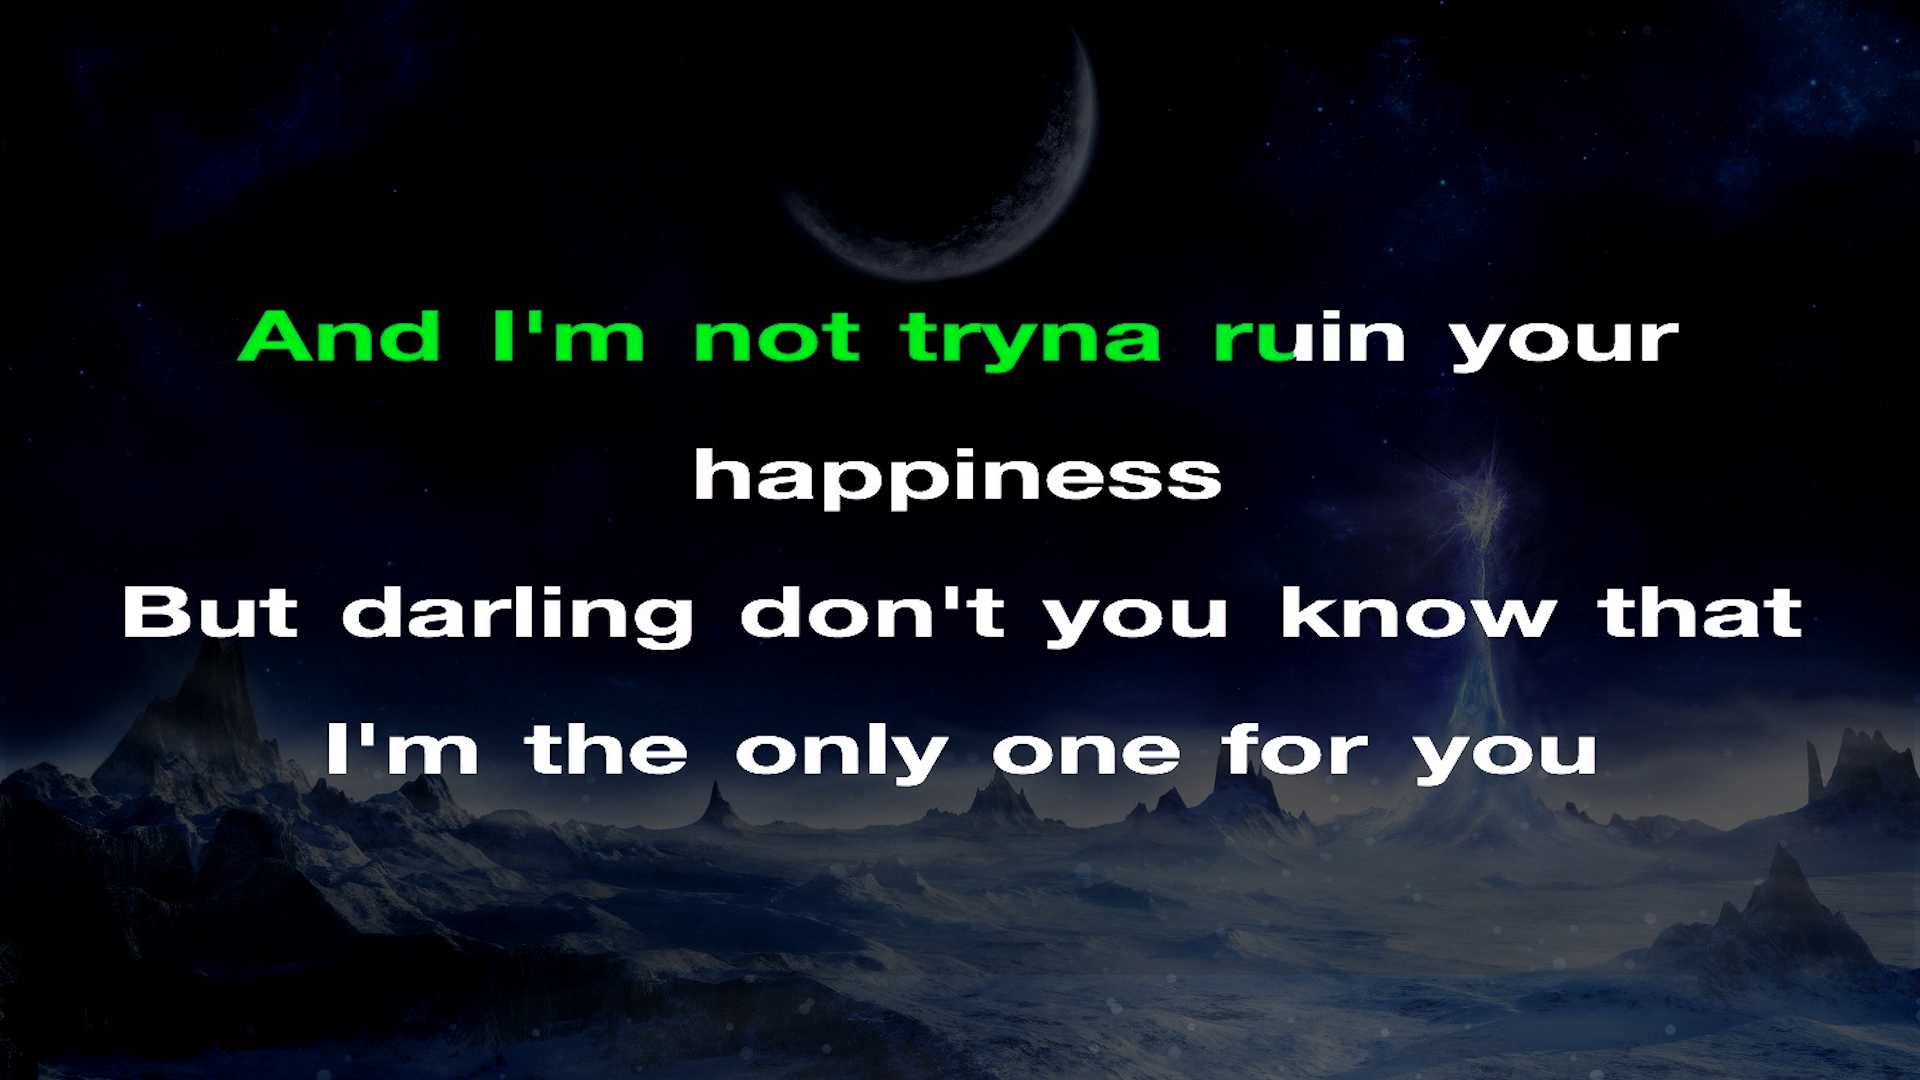 And I'm not tryna ruin your
happiness
But darling don't you know that
I'm the only one for you